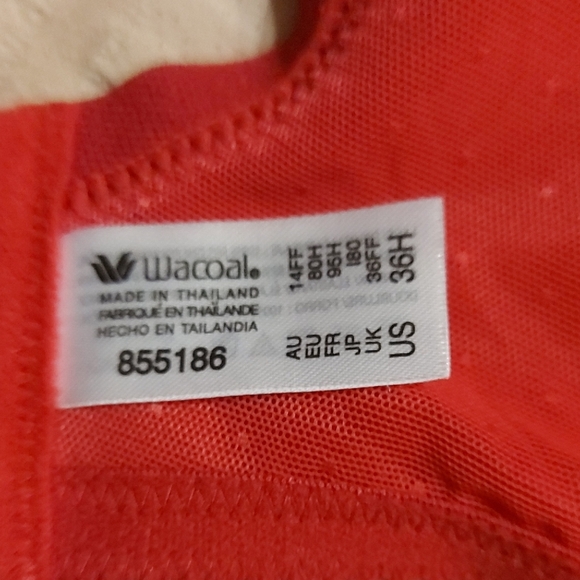 Wacoal®
MADE IN THAILAND
FABRIQUÉ EN THAÏLANDE
HECHO EN TAILANDIA
855186
AU 14FF
EU 80H
FR 95H
JP I80
UK 36FF
US 36H